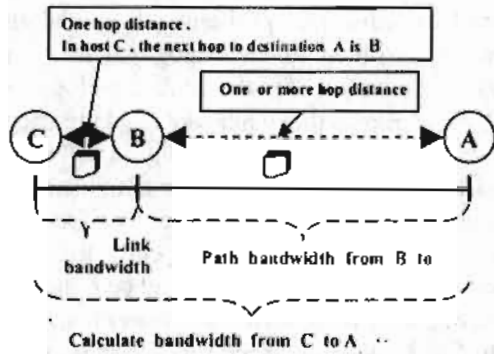 One hop distance.
In host C, the next hop to destination A is B
One or more hop distance
C
B
A
Link
bandwidth
Path bandwidth from B to
Calculate bandwidth from C to A